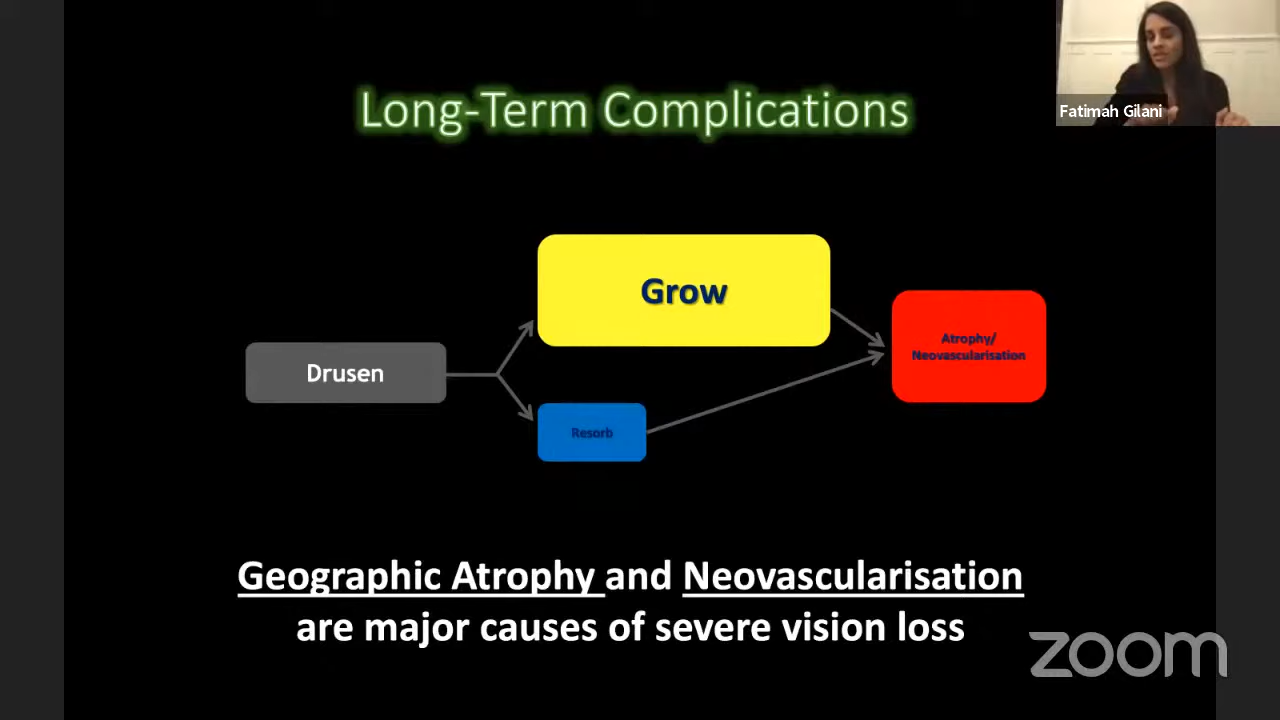 Long-Term Complications
Fatimah Gilani
Grow
Atrophy/
Neovascularisation
Drusen
Resorb
Geographic Atrophy and Neovascularisation
are major causes of severe vision loss
zoom